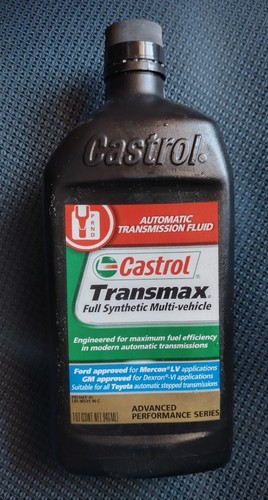 Castrol®
PRND
AUTOMATIC
TRANSMISSION FLUID
Castrol®
Transmax®
Full Synthetic Multi-vehicle
Engineered for maximum fuel efficiency
in modern automatic transmissions
Ford approved for Mercon® LV applications
GM approved for Dexron®-VI applications
Suitable for all Toyota automatic stepped transmissions
ADVANCED
PERFORMANCE SERIES